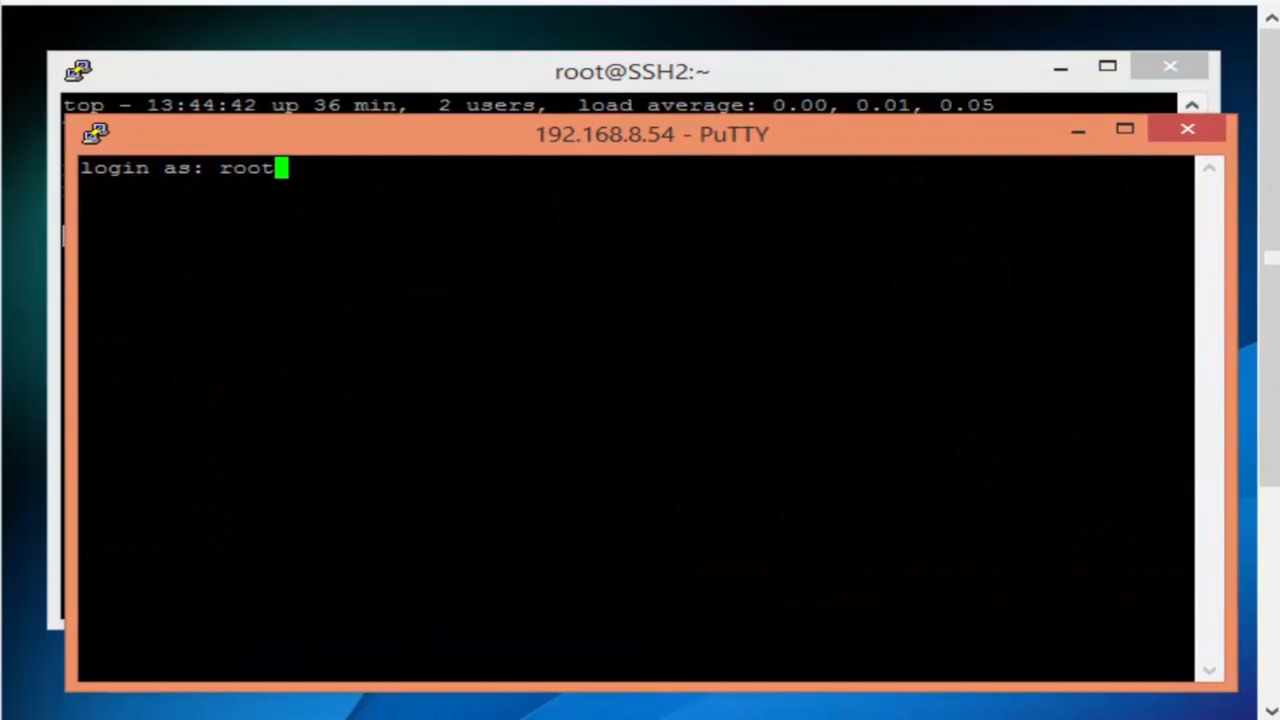 root@SSH2:~
top - 13:44:42 up 36 min,  2 users,  load average: 0.00, 0.01, 0.05
192.168.8.54 - PuTTY
login as: root